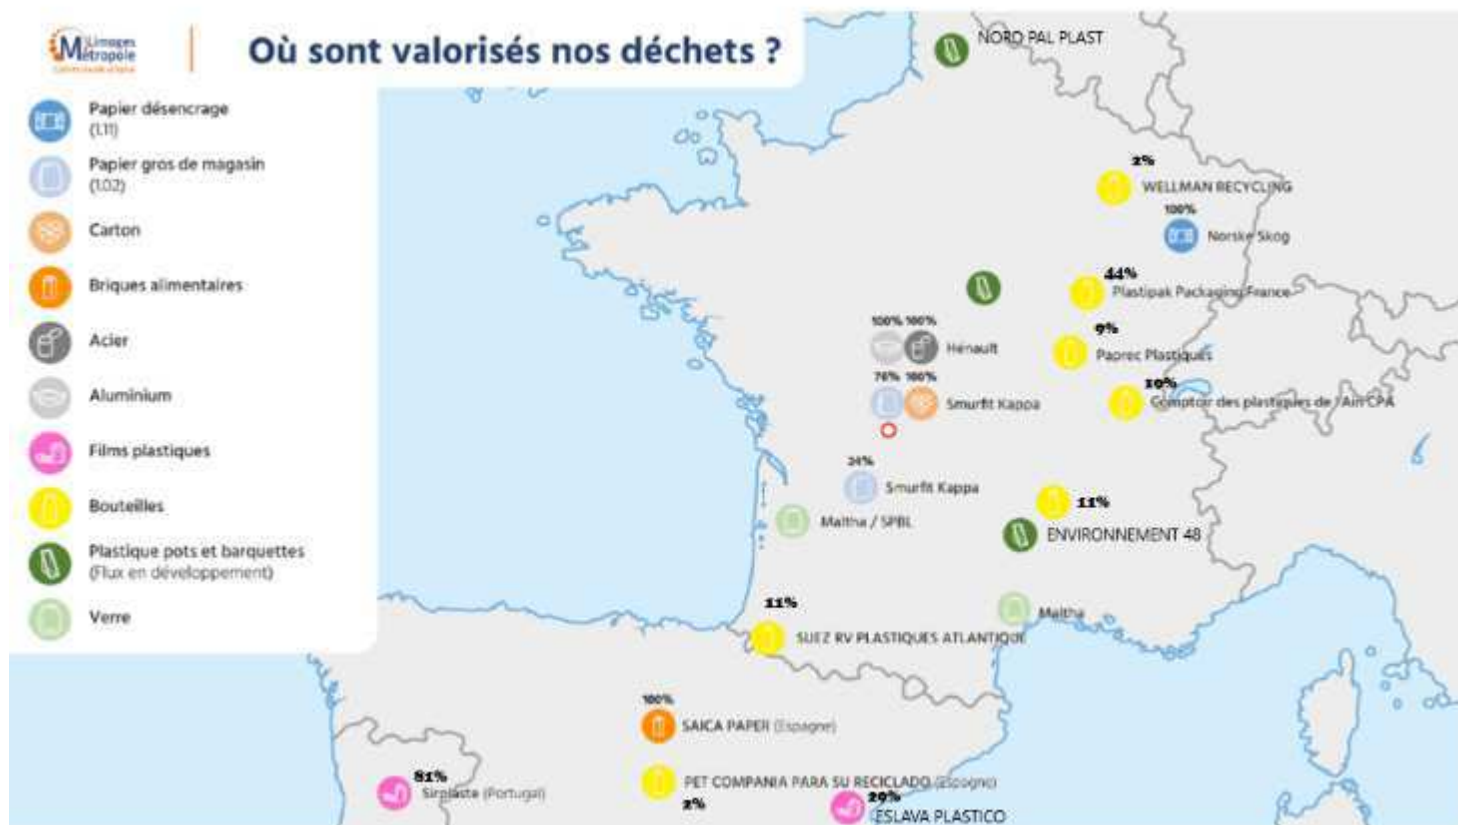 Limoges
Métropole
Où sont valorisés nos déchets ?
Papier désencrage
(1.11)
Papier gros de magasin
(1.02)
Carton
Briques alimentaires
Acier
Aluminium
Films plastiques
Bouteilles
Plastique pots et barquettes
(Flux en développement)
Verre
NORD PAL PLAST
2%
WELLMAN RECYCLING
100%
Norske Skog
44%
Plastipak Packaging France
100% 100%
Hénault
9%
Paprec Plastiques
76% 100%
Smurfit Kappa
10%
Comptoir des plastiques de l'Ain CPA
24%
Smurfit Kappa
11%
Maltha / SPBL
ENVIRONNEMENT 48
Maltha
11%
SUEZ RV PLASTIQUES ATLANTIQUE
100%
SAICA PAPER (Espagne)
81%
Sirplaste (Portugal)
PET COMPANIA PARA SU RECICLADO (Espagne)
2%
29%
ESLAVA PLASTICO